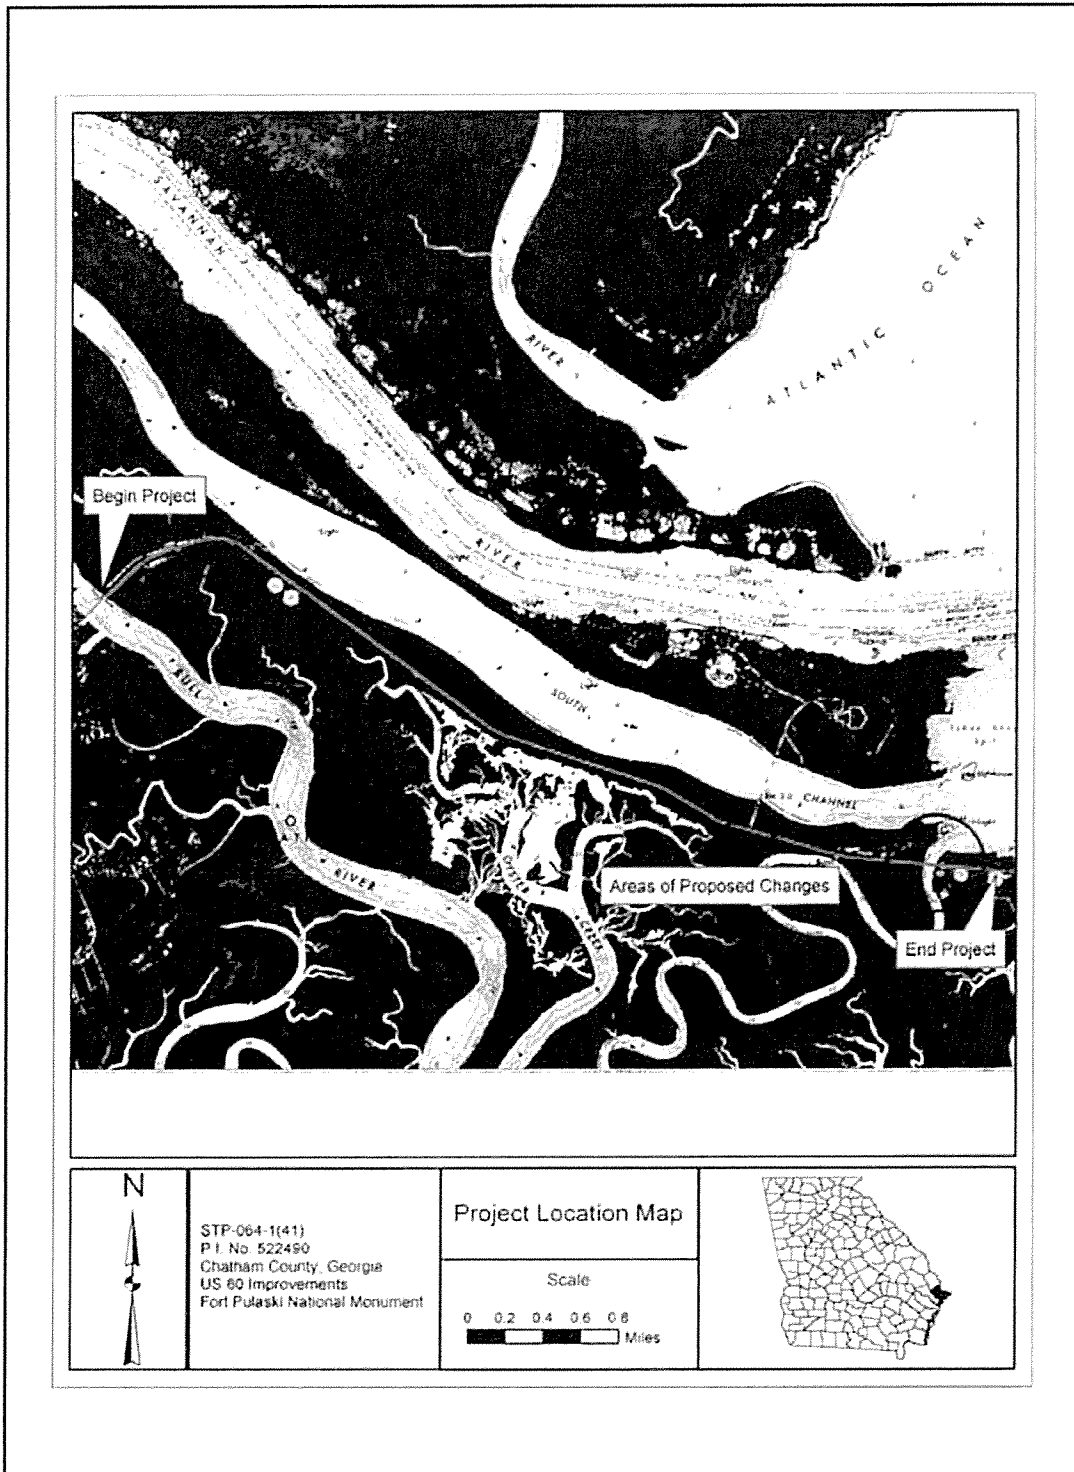 SAVANNAH
ATLANTIC OCEAN
RIVER
Begin Project
RIVER
BULL
SOUTH
CHANNEL
OYSTER
CREEK
RIVER
Areas of Proposed Changes
End Project
N
STP-064-1(41)
P.I. No. 522490
Chatham County, Georgia
US 80 Improvements
Fort Pulaski National Monument
Project Location Map
Scale
0 0.2 0.4 0.6 0.8
Miles